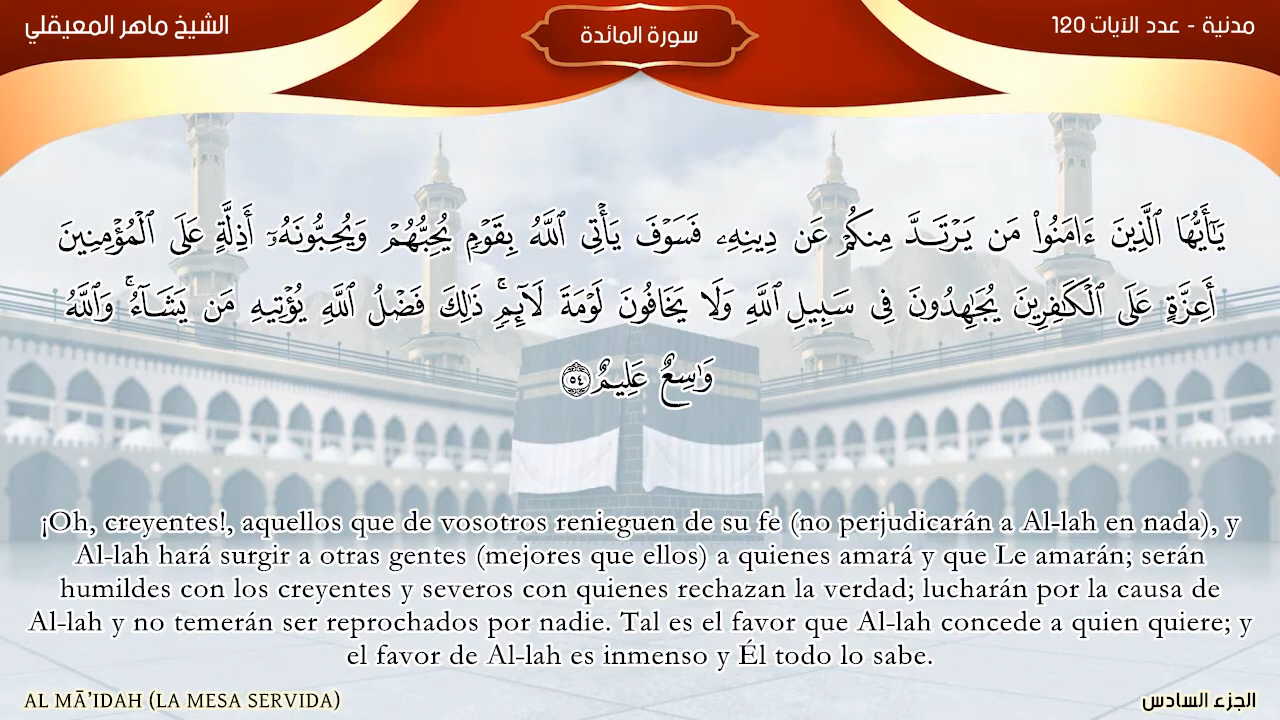 مدنية - عدد الآيات 120
سورة المائدة
الشيخ ماهر المعيقلي
يَـٰٓأَيُّهَا ٱلَّذِينَ ءَامَنُوا۟ مَن يَرْتَدَّ مِنكُمْ عَن دِينِهِۦ فَسَوْفَ يَأْتِى ٱللَّهُ بِقَوْمٍ يُحِبُّهُمْ وَيُحِبُّونَهُۥٓ أَذِلَّةٍ عَلَى ٱلْمُؤْمِنِينَ
أَعِزَّةٍ عَلَى ٱلْكَـٰفِرِينَ يُجَـٰهِدُونَ فِى سَبِيلِ ٱللَّهِ وَلَا يَخَافُونَ لَوْمَةَ لَآئِمٍ ۚ ذَٰلِكَ فَضْلُ ٱللَّهِ يُؤْتِيهِ مَن يَشَآءُ ۚ وَٱللَّهُ
وَٰسِعٌ عَلِيمٌ ٥٤
¡Oh, creyentes!, aquellos que de vosotros renieguen de su fe (no perjudicarán a Al-lah en nada), y
Al-lah hará surgir a otras gentes (mejores que ellos) a quienes amará y que Le amarán; serán
humildes con los creyentes y severos con quienes rechazan la verdad; lucharán por la causa de
Al-lah y no temerán ser reprochados por nadie. Tal es el favor que Al-lah concede a quien quiere; y
el favor de Al-lah es inmenso y Él todo lo sabe.
AL MĀ’IDAH (LA MESA SERVIDA)
الجزء السادس